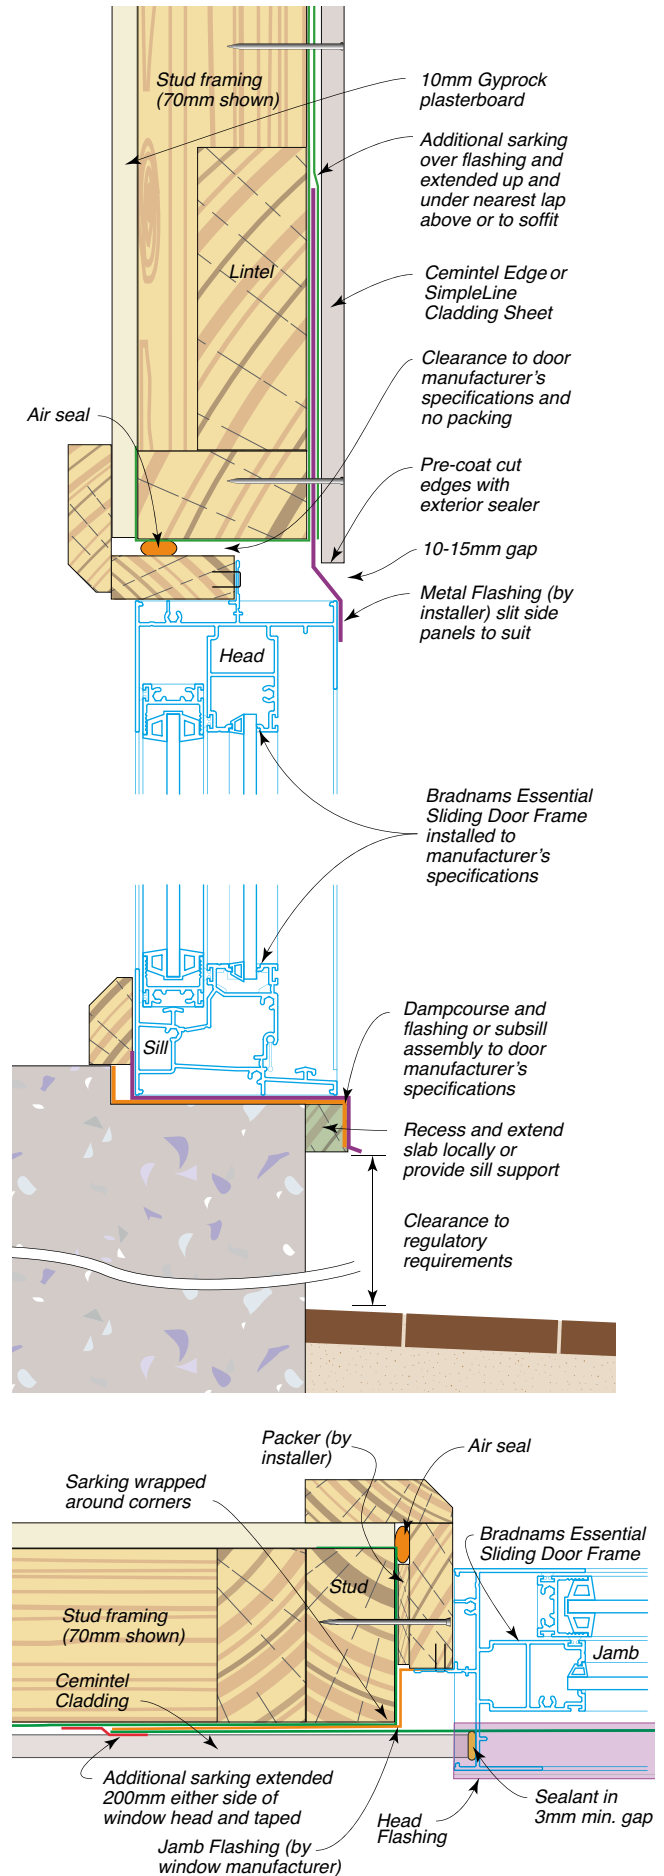 Stud framing
(70mm shown)
10mm Gyprock
plasterboard
Additional sarking
over flashing and
extended up and
under nearest lap
above or to soffit
Lintel
Cemintel Edge or
SimpleLine
Cladding Sheet
Clearance to door
manufacturer's
specifications and
no packing
Air seal
Pre-coat cut
edges with
exterior sealer
10-15mm gap
Metal Flashing (by
installer) slit side
panels to suit
Head
Bradnams Essential
Sliding Door Frame
installed to
manufacturer's
specifications
Sill
Dampcourse and
flashing or subsill
assembly to door
manufacturer's
specifications
Recess and extend
slab locally or
provide sill support
Clearance to
regulatory
requirements
Packer (by
installer)
Air seal
Sarking wrapped
around corners
Bradnams Essential
Sliding Door Frame
Stud
Stud framing
(70mm shown)
Jamb
Cemintel
Cladding
Additional sarking extended
200mm either side of
window head and taped
Jamb Flashing (by
window manufacturer)
Head
Flashing
Sealant in
3mm min. gap